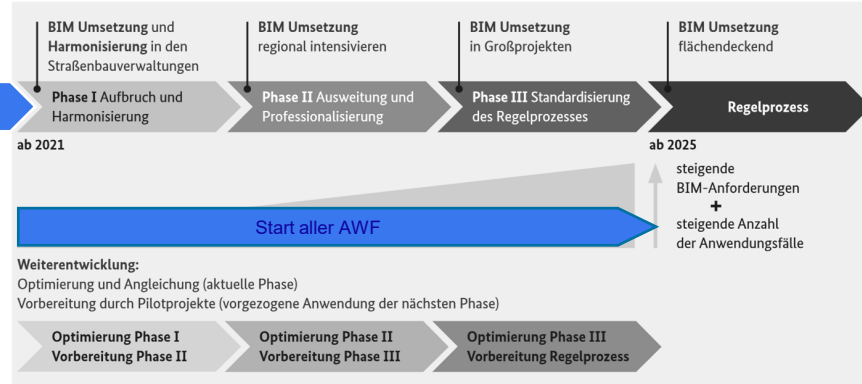 BIM Umsetzung und
Harmonisierung in den
Straßenbauverwaltungen
BIM Umsetzung
regional intensivieren
BIM Umsetzung
in Großprojekten
BIM Umsetzung
flächendeckend
Phase I Aufbruch und
Harmonisierung
Phase II Ausweitung und
Professionalisierung
Phase III Standardisierung
des Regelprozesses
Regelprozess
ab 2021
ab 2025
steigende
BIM-Anforderungen
+
steigende Anzahl
der Anwendungsfälle
Start aller AWF
Weiterentwicklung:
Optimierung und Angleichung (aktuelle Phase)
Vorbereitung durch Pilotprojekte (vorgezogene Anwendung der nächsten Phase)
Optimierung Phase I
Vorbereitung Phase II
Optimierung Phase II
Vorbereitung Phase III
Optimierung Phase III
Vorbereitung Regelprozess